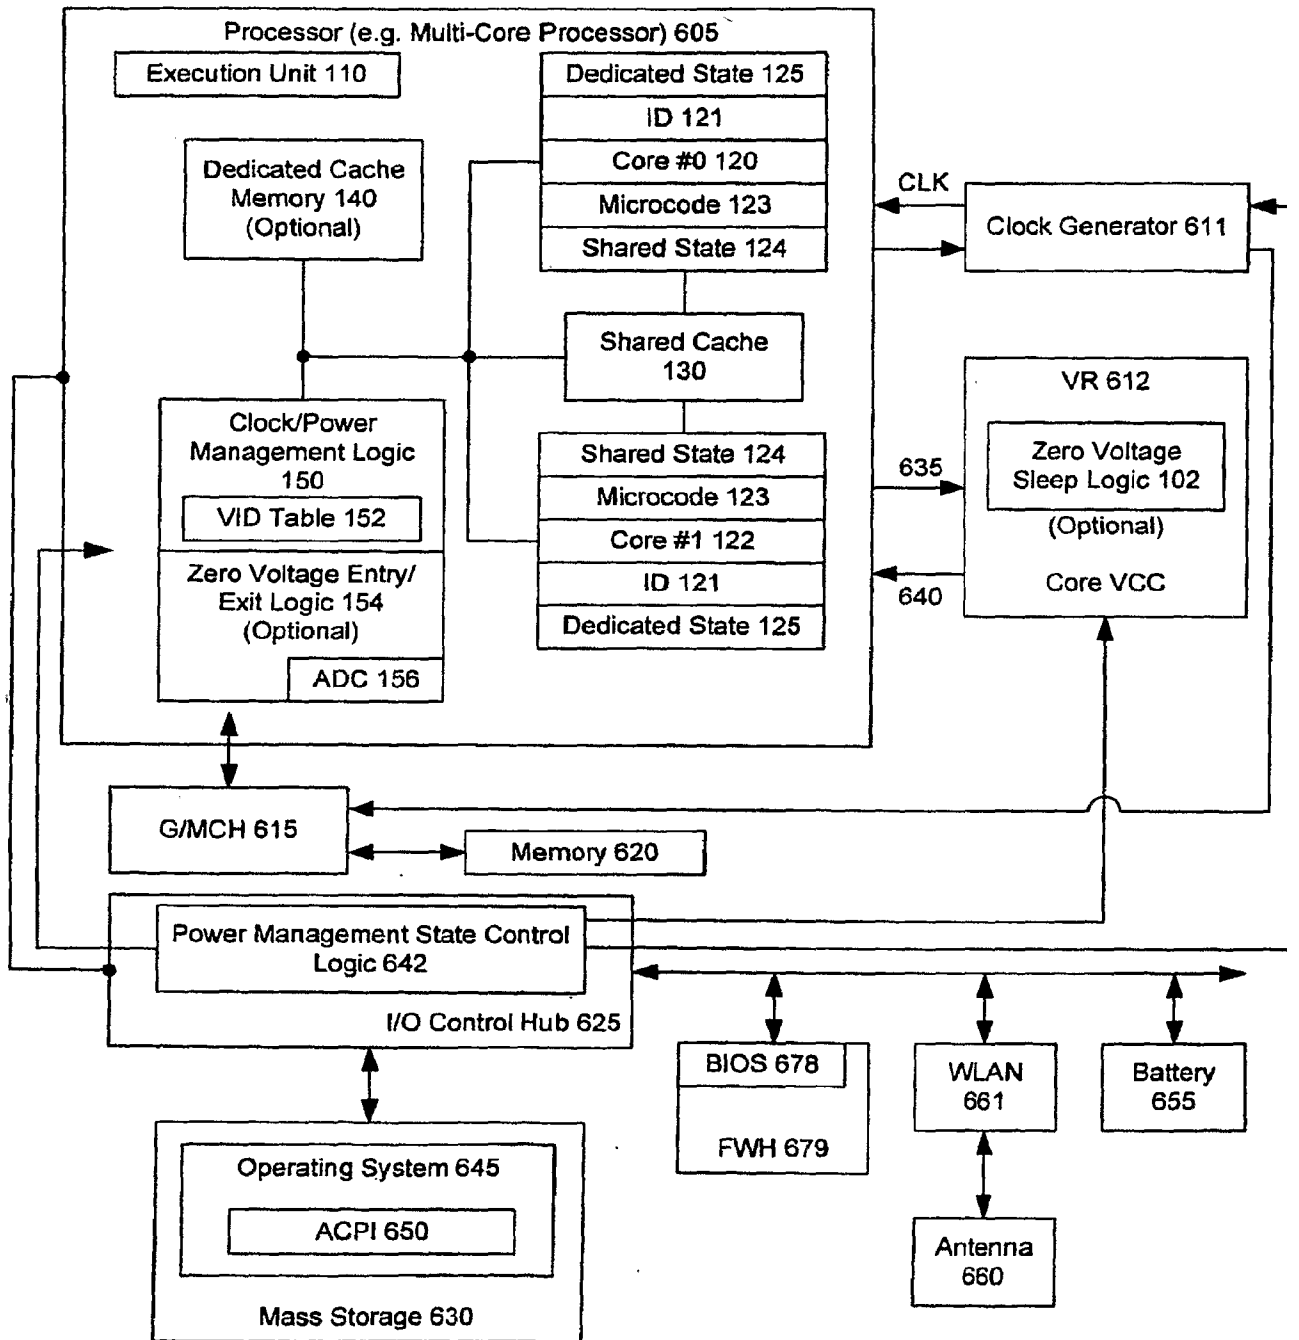 Processor (e.g. Multi-Core Processor) 605
Execution Unit 110
Dedicated State 125
ID 121
Core #0 120
Microcode 123
Shared State 124
Dedicated Cache
Memory 140
(Optional)
CLK
Clock Generator 611
Shared Cache
130
VR 612
Zero Voltage
Sleep Logic 102
(Optional)
Core VCC
635
640
Clock/Power
Management Logic
150
VID Table 152
Zero Voltage Entry/
Exit Logic 154
(Optional)
ADC 156
Shared State 124
Microcode 123
Core #1 122
ID 121
Dedicated State 125
G/MCH 615
Memory 620
Power Management State Control
Logic 642
I/O Control Hub 625
BIOS 678
FWH 679
WLAN
661
Battery
655
Operating System 645
ACPI 650
Mass Storage 630
Antenna
660